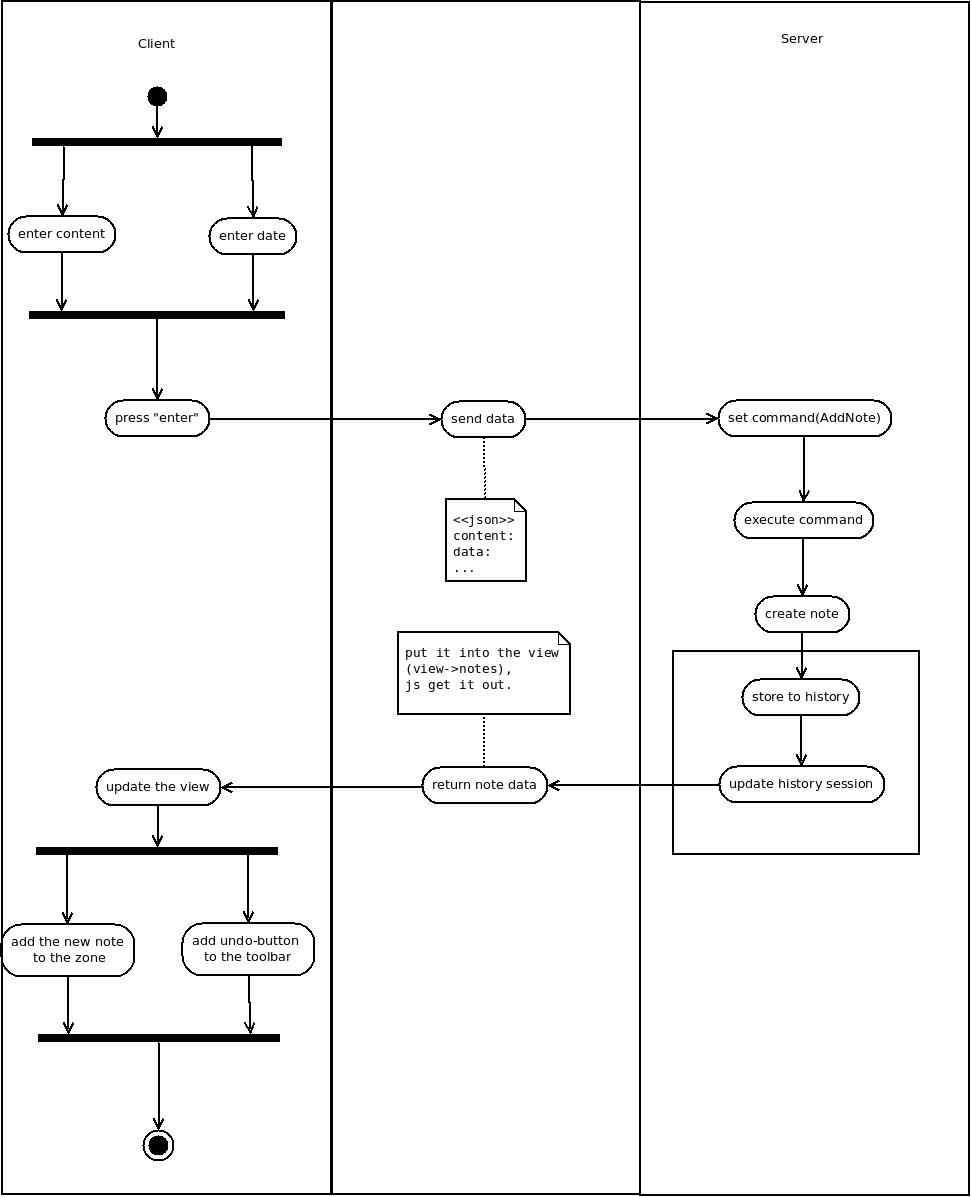 Client
Server
enter content
enter date
press "enter"
send data
set command(AddNote)
<<json>>
content:
data:
...
execute command
create note
put it into the view
(view->notes),
js get it out.
store to history
update the view
return note data
update history session
add the new note
to the zone
add undo-button
to the toolbar